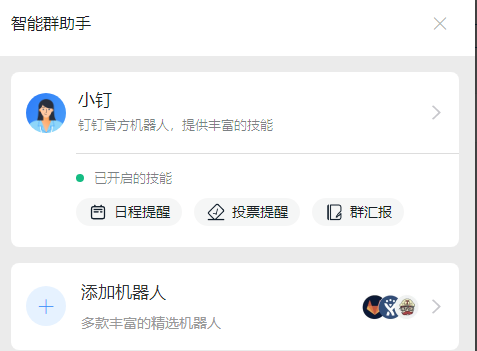 智能群助手
小钉
钉钉官方机器人，提供丰富的技能
已开启的技能
日程提醒 投票提醒 群汇报
添加机器人
多款丰富的精选机器人